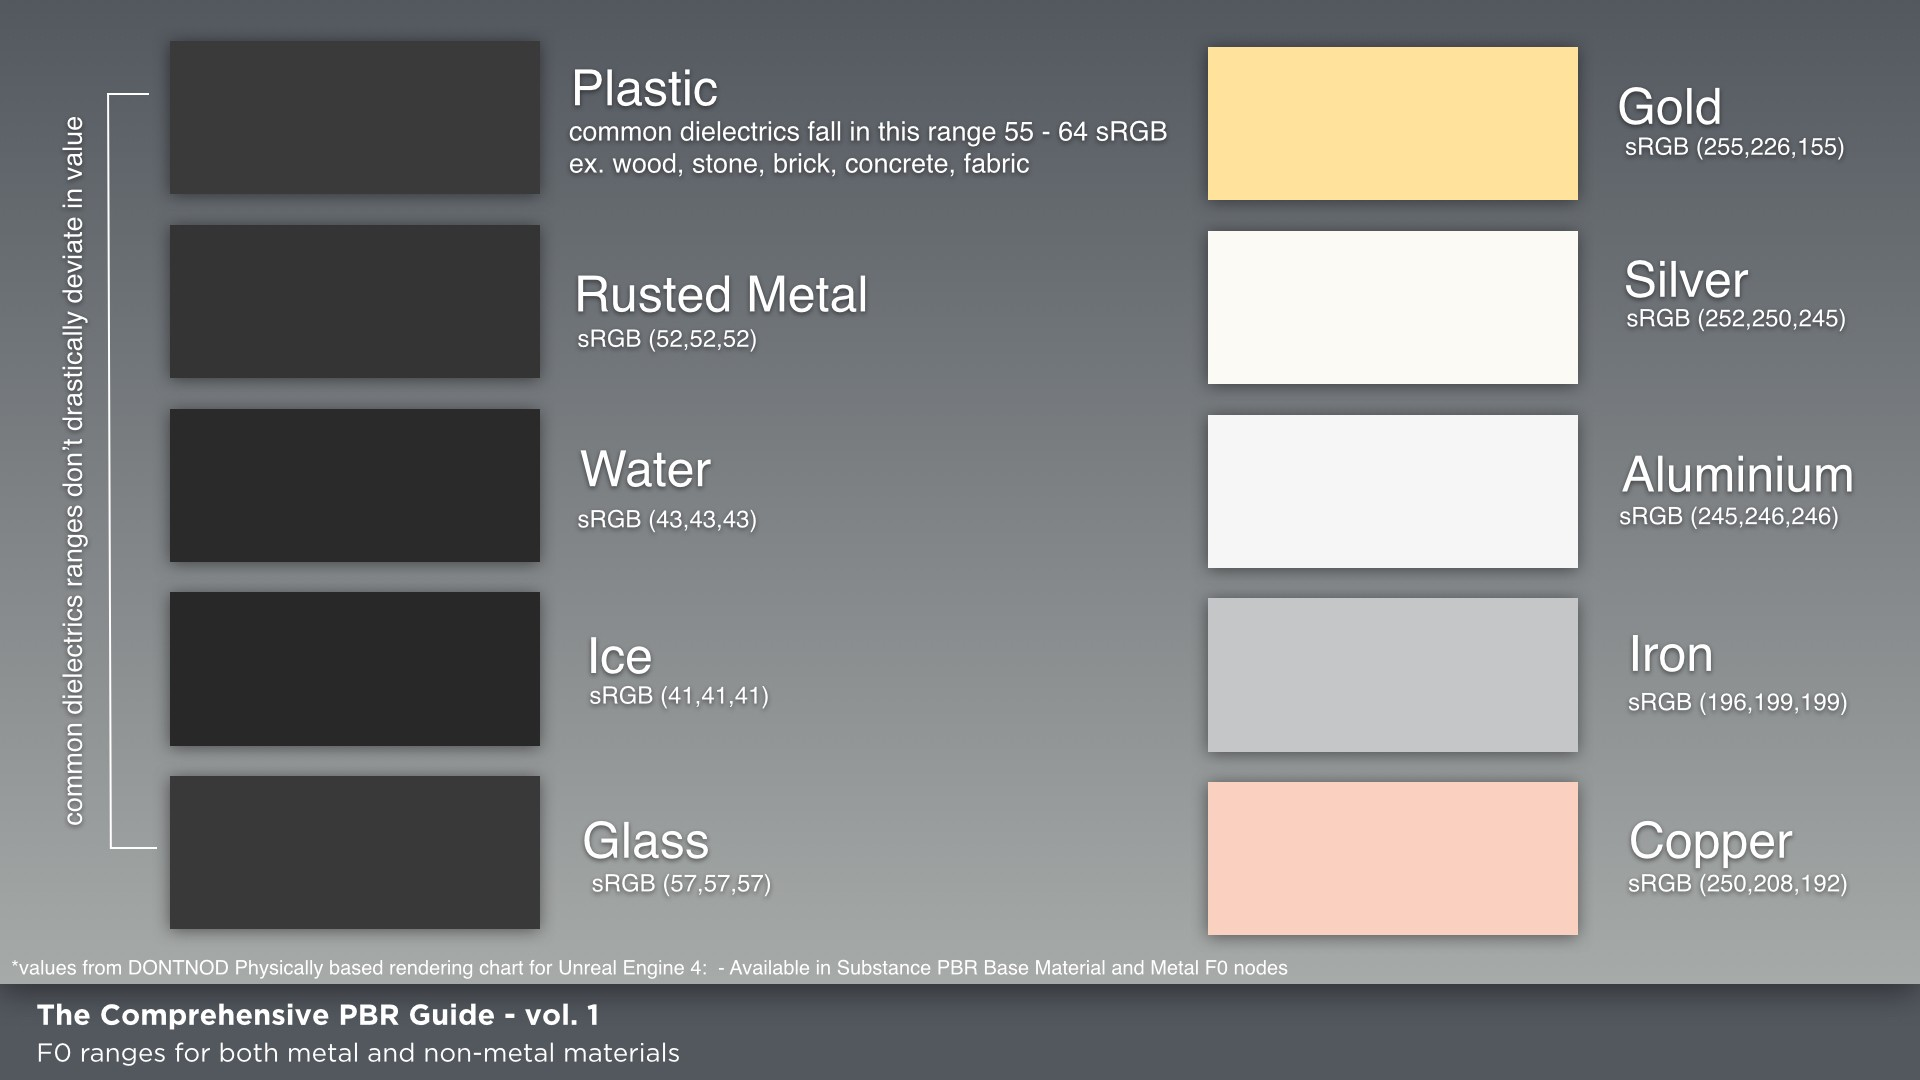 common dielectrics ranges don't drastically deviate in value
Plastic
common dielectrics fall in this range 55 - 64 sRGB
ex. wood, stone, brick, concrete, fabric
Rusted Metal
sRGB (52,52,52)
Water
sRGB (43,43,43)
Ice
sRGB (41,41,41)
Glass
sRGB (57,57,57)
Gold
sRGB (255,226,155)
Silver
sRGB (252,250,245)
Aluminium
sRGB (245,246,246)
Iron
sRGB (196,199,199)
Copper
sRGB (250,208,192)
*values from DONTNOD Physically based rendering chart for Unreal Engine 4:  - Available in Substance PBR Base Material and Metal F0 nodes
The Comprehensive PBR Guide - vol. 1
F0 ranges for both metal and non-metal materials